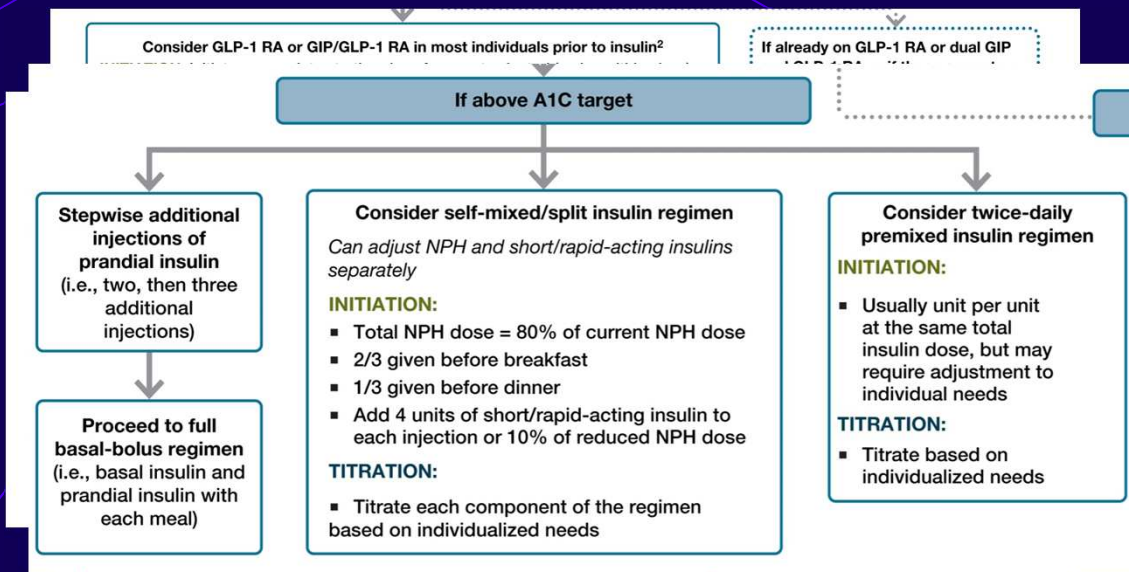 Consider GLP-1 RA or GIP/GLP-1 RA in most individuals prior to insulin²
If already on GLP-1 RA or dual GIP
If above A1C target
Stepwise additional
injections of
prandial insulin
(i.e., two, then three
additional
injections)
Proceed to full
basal-bolus regimen
(i.e., basal insulin and
prandial insulin with
each meal)
Consider self-mixed/split insulin regimen
Can adjust NPH and short/rapid-acting insulins
separately
INITIATION:
▪ Total NPH dose = 80% of current NPH dose
▪ 2/3 given before breakfast
▪ 1/3 given before dinner
▪ Add 4 units of short/rapid-acting insulin to
each injection or 10% of reduced NPH dose
TITRATION:
▪ Titrate each component of the regimen
based on individualized needs
Consider twice-daily
premixed insulin regimen
INITIATION:
▪ Usually unit per unit
at the same total
insulin dose, but may
require adjustment to
individual needs
TITRATION:
▪ Titrate based on
individualized needs